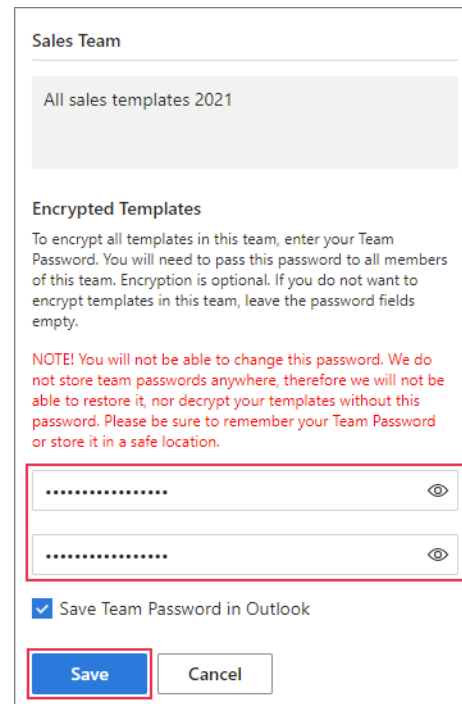 Sales Team
All sales templates 2021
Encrypted Templates
To encrypt all templates in this team, enter your Team
Password. You will need to pass this password to all members
of this team. Encryption is optional. If you do not want to
encrypt templates in this team, leave the password fields
empty.
NOTE! You will not be able to change this password. We do
not store team passwords anywhere, therefore we will not be
able to restore it, nor decrypt your templates without this
password. Please be sure to remember your Team Password
or store it in a safe location.
•••••••••••••••••
•••••••••••••••••
Save Team Password in Outlook
Save Cancel